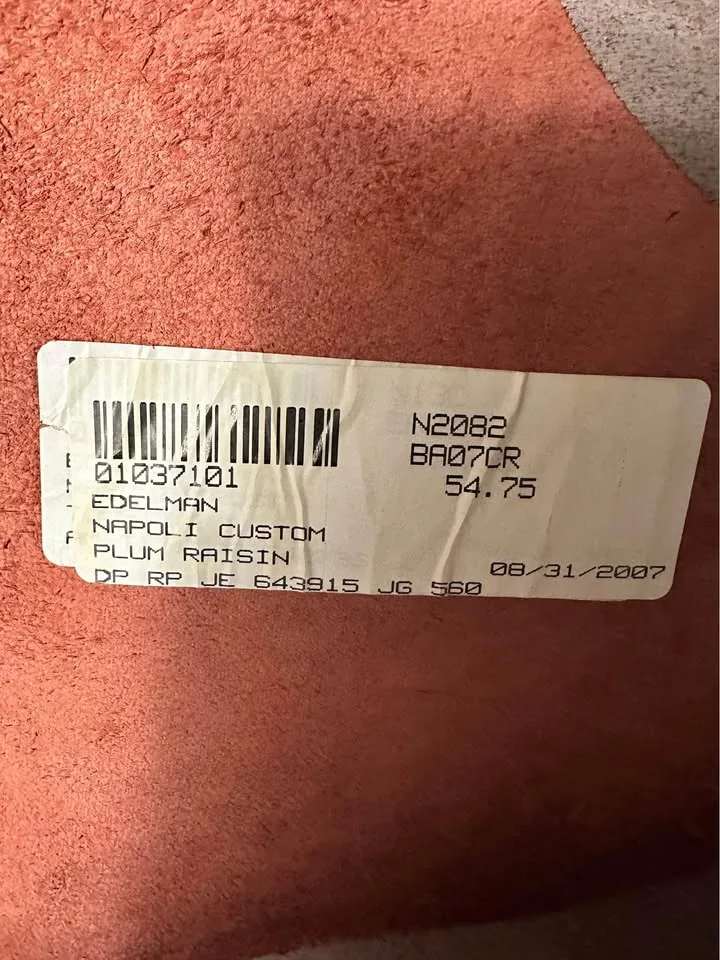 01037101
EDELMAN
NAPOLI CUSTOM
PLUM RAISIN
DP RP JE 643915 JG 560
N2082
BA07CR
54.75
08/31/2007